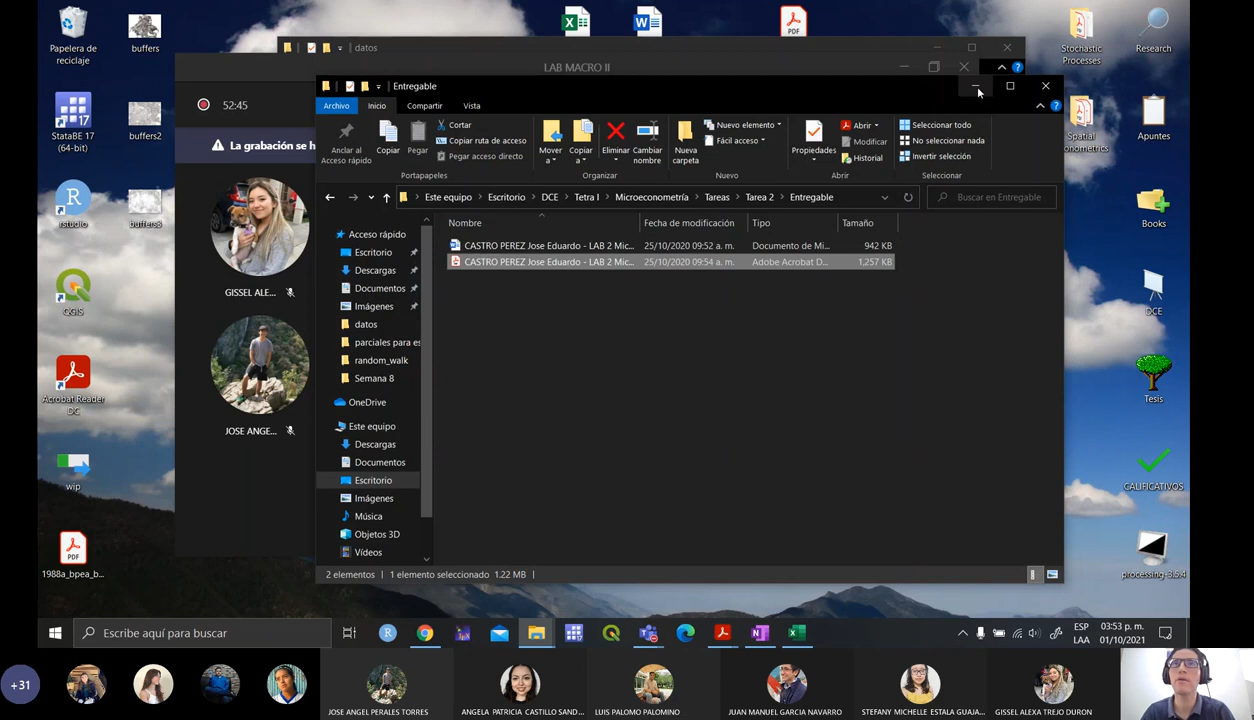 Papelera de
reciclaje
buffers
StataBE 17
(64-bit)
buffers2
rstudio
buffers3
QGIS
Acrobat Reader
DC
wip
1988a_bpea_b...
datos
LAB MACRO II
52:45
La grabación se h
GISSEL ALE...
JOSE ANGE...
Entregable
Archivo Inicio Compartir Vista
Anclar al
Acceso rápido
Copiar
Pegar
Cortar
Copiar ruta de acceso
Pegar acceso directo
Portapapeles
Mover
a
Copiar
a
Eliminar
Cambiar
nombre
Organizar
Nueva
carpeta
Nuevo elemento
Fácil acceso
Nuevo
Propiedades
Abrir
Modificar
Historial
Abrir
Seleccionar todo
No seleccionar nada
Invertir selección
Seleccionar
Este equipo > Escritorio > DCE > Tetra I > Microeconometría > Tareas > Tarea 2 > Entregable
Buscar en Entregable
Nombre Fecha de modificación Tipo Tamaño
CASTRO PEREZ Jose Eduardo - LAB 2 Mic... 25/10/2020 09:52 a. m. Documento de Mi... 942 KB
CASTRO PEREZ Jose Eduardo - LAB 2 Mic... 25/10/2020 09:54 a. m. Adobe Acrobat D... 1,257 KB
Acceso rápido
Escritorio
Descargas
Documentos
Imágenes
datos
parciales para es
random_walk
Semana 8
OneDrive
Este equipo
Descargas
Documentos
Escritorio
Imágenes
Música
Objetos 3D
Vídeos
2 elementos 1 elemento seleccionado 1.22 MB
Stochastic
Processes
Research
Spatial
Apuntes
Books
DCE
Tesis
CALIFICATIVOS
processing-3.5.4
Escribe aquí para buscar
ESP
LAA
03:53 p. m.
01/10/2021
+31
JOSE ANGEL PERALES TORRES
ANGELA PATRICIA CASTILLO SAND...
LUIS PALOMO PALOMINO
JUAN MANUEL GARCIA NAVARRO
STEFANY MICHELLE ESTALA GUAJA...
GISSEL ALEXA TREJO DURON